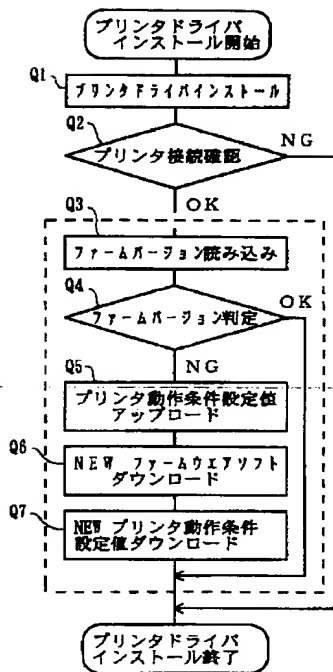 プリンタドライバ
インストール開始
Q1
プリンタドライバインストール
Q2
プリンタ接続確認
NG
OK
Q3
ファームバージョン読み込み
Q4
ファームバージョン判定
OK
NG
Q5
プリンタ動作条件設定値
アップロード
Q6
NEW ファームウエアソフト
ダウンロード
Q7
NEW プリンタ動作条件
設定値ダウンロード
プリンタドライバ
インストール終了